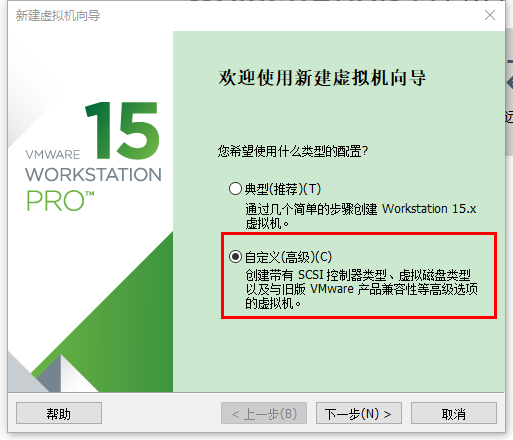 新建虚拟机向导
欢迎使用新建虚拟机向导
15
VMWARE
WORKSTATION
PRO™
您希望使用什么类型的配置?
典型(推荐)(T)
通过几个简单的步骤创建 Workstation 15.x
虚拟机。
自定义(高级)(C)
创建带有 SCSI 控制器类型、虚拟磁盘类型
以及与旧版 VMware 产品兼容性等高级选项
的虚拟机。
帮助
< 上一步(B)
下一步(N) >
取消